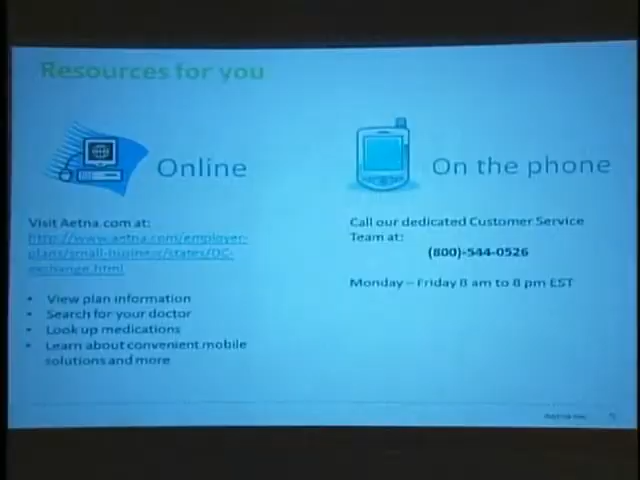 Resources for you
Online
On the phone
Visit Aetna.com at:
http://www.aetna.com/employer-
plans/small-business/states/DC-
exchange.html
• View plan information
• Search for your doctor
• Look up medications
• Learn about convenient mobile
solutions and more
Call our dedicated Customer Service
Team at:
(800)-544-0526
Monday – Friday 8 am to 8 pm EST